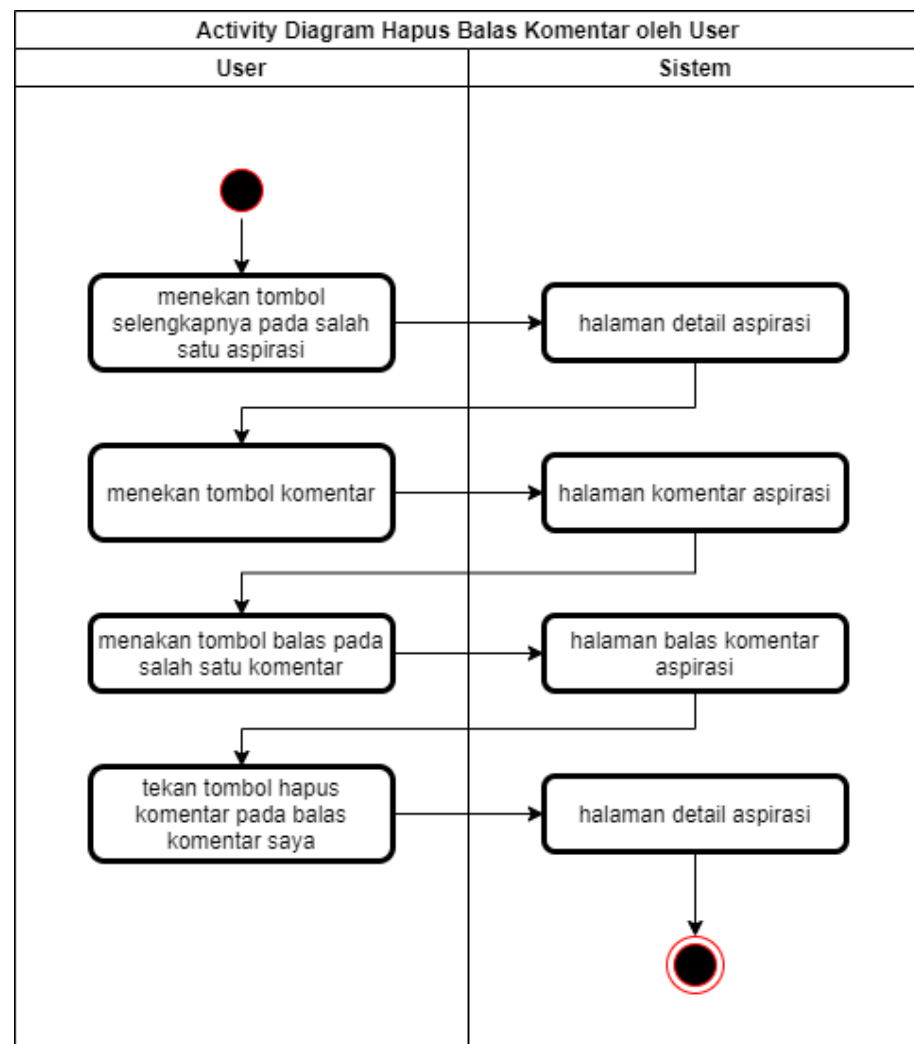 Activity Diagram Hapus Balas Komentar oleh User
User
Sistem
menekan tombol
selengkapnya pada salah
satu aspirasi
halaman detail aspirasi
menekan tombol komentar
halaman komentar aspirasi
menakan tombol balas pada
salah satu komentar
halaman balas komentar
aspirasi
tekan tombol hapus
komentar pada balas
komentar saya
halaman detail aspirasi